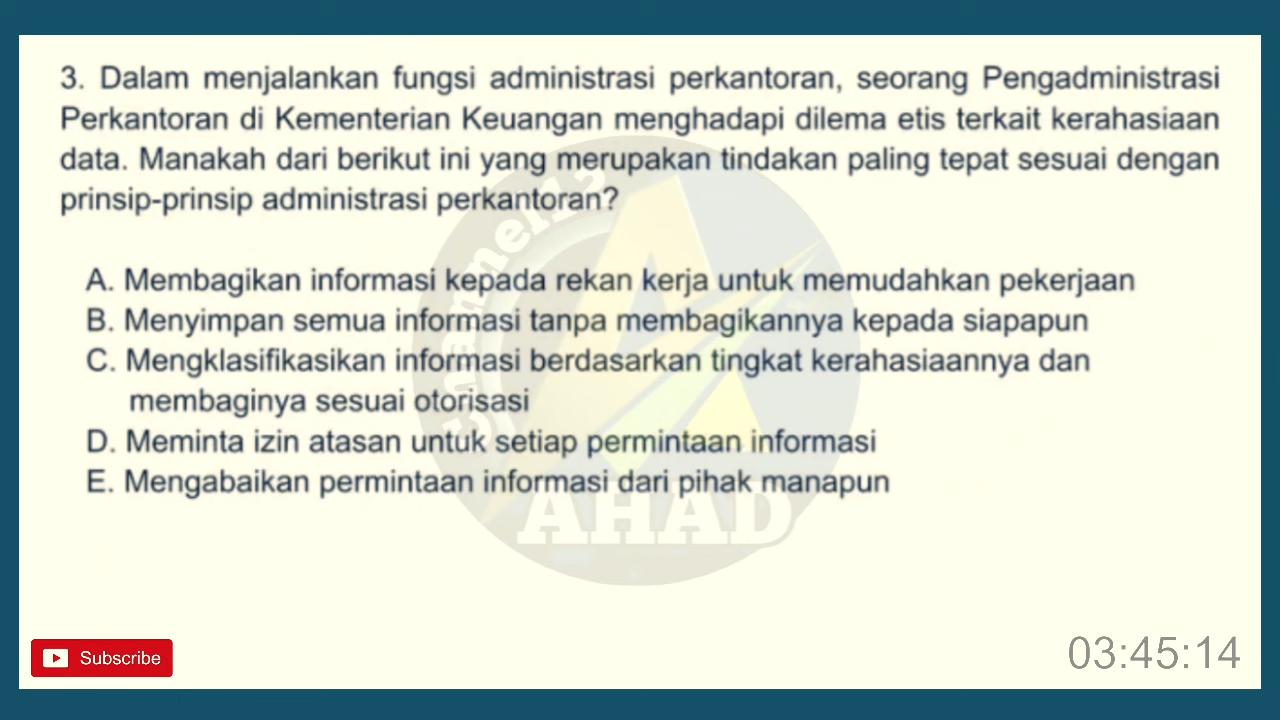 3. Dalam menjalankan fungsi administrasi perkantoran, seorang Pengadministrasi
Perkantoran di Kementerian Keuangan menghadapi dilema etis terkait kerahasiaan
data. Manakah dari berikut ini yang merupakan tindakan paling tepat sesuai dengan
prinsip-prinsip administrasi perkantoran?
A. Membagikan informasi kepada rekan kerja untuk memudahkan pekerjaan
B. Menyimpan semua informasi tanpa membagikannya kepada siapapun
C. Mengklasifikasikan informasi berdasarkan tingkat kerahasiaannya dan
membaginya sesuai otorisasi
D. Meminta izin atasan untuk setiap permintaan informasi
E. Mengabaikan permintaan informasi dari pihak manapun
AHAD
Subscribe
03:45:14